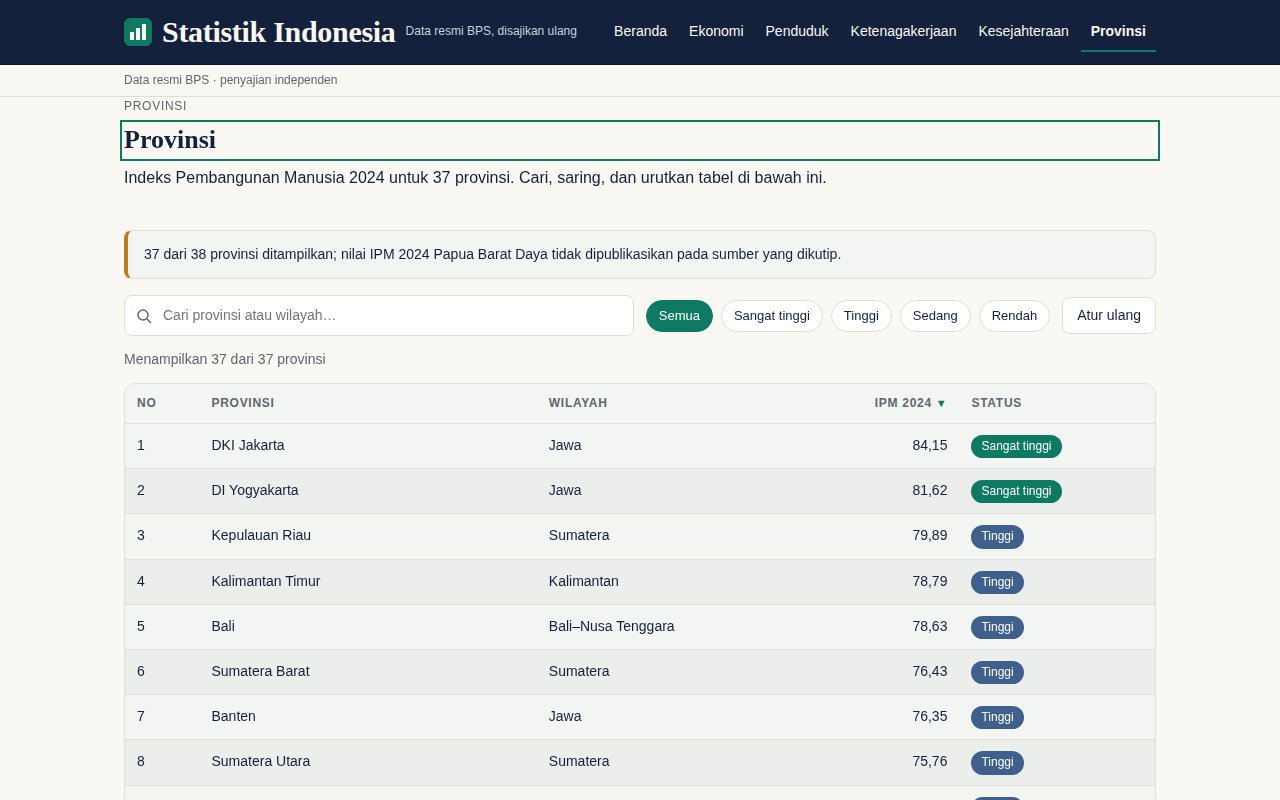 Statistik Indonesia Data resmi BPS, disajikan ulang Beranda Ekonomi Penduduk Ketenagakerjaan Kesejahteraan Provinsi
Data resmi BPS · penyajian independen
PROVINSI
Provinsi
Indeks Pembangunan Manusia 2024 untuk 37 provinsi. Cari, saring, dan urutkan tabel di bawah ini.
37 dari 38 provinsi ditampilkan; nilai IPM 2024 Papua Barat Daya tidak dipublikasikan pada sumber yang dikutip.
Cari provinsi atau wilayah… Semua Sangat tinggi Tinggi Sedang Rendah Atur ulang
Menampilkan 37 dari 37 provinsi
NO PROVINSI WILAYAH IPM 2024 ▼ STATUS
1 DKI Jakarta Jawa 84,15 Sangat tinggi
2 DI Yogyakarta Jawa 81,62 Sangat tinggi
3 Kepulauan Riau Sumatera 79,89 Tinggi
4 Kalimantan Timur Kalimantan 78,79 Tinggi
5 Bali Bali–Nusa Tenggara 78,63 Tinggi
6 Sumatera Barat Sumatera 76,43 Tinggi
7 Banten Jawa 76,35 Tinggi
8 Sumatera Utara Sumatera 75,76 Tinggi